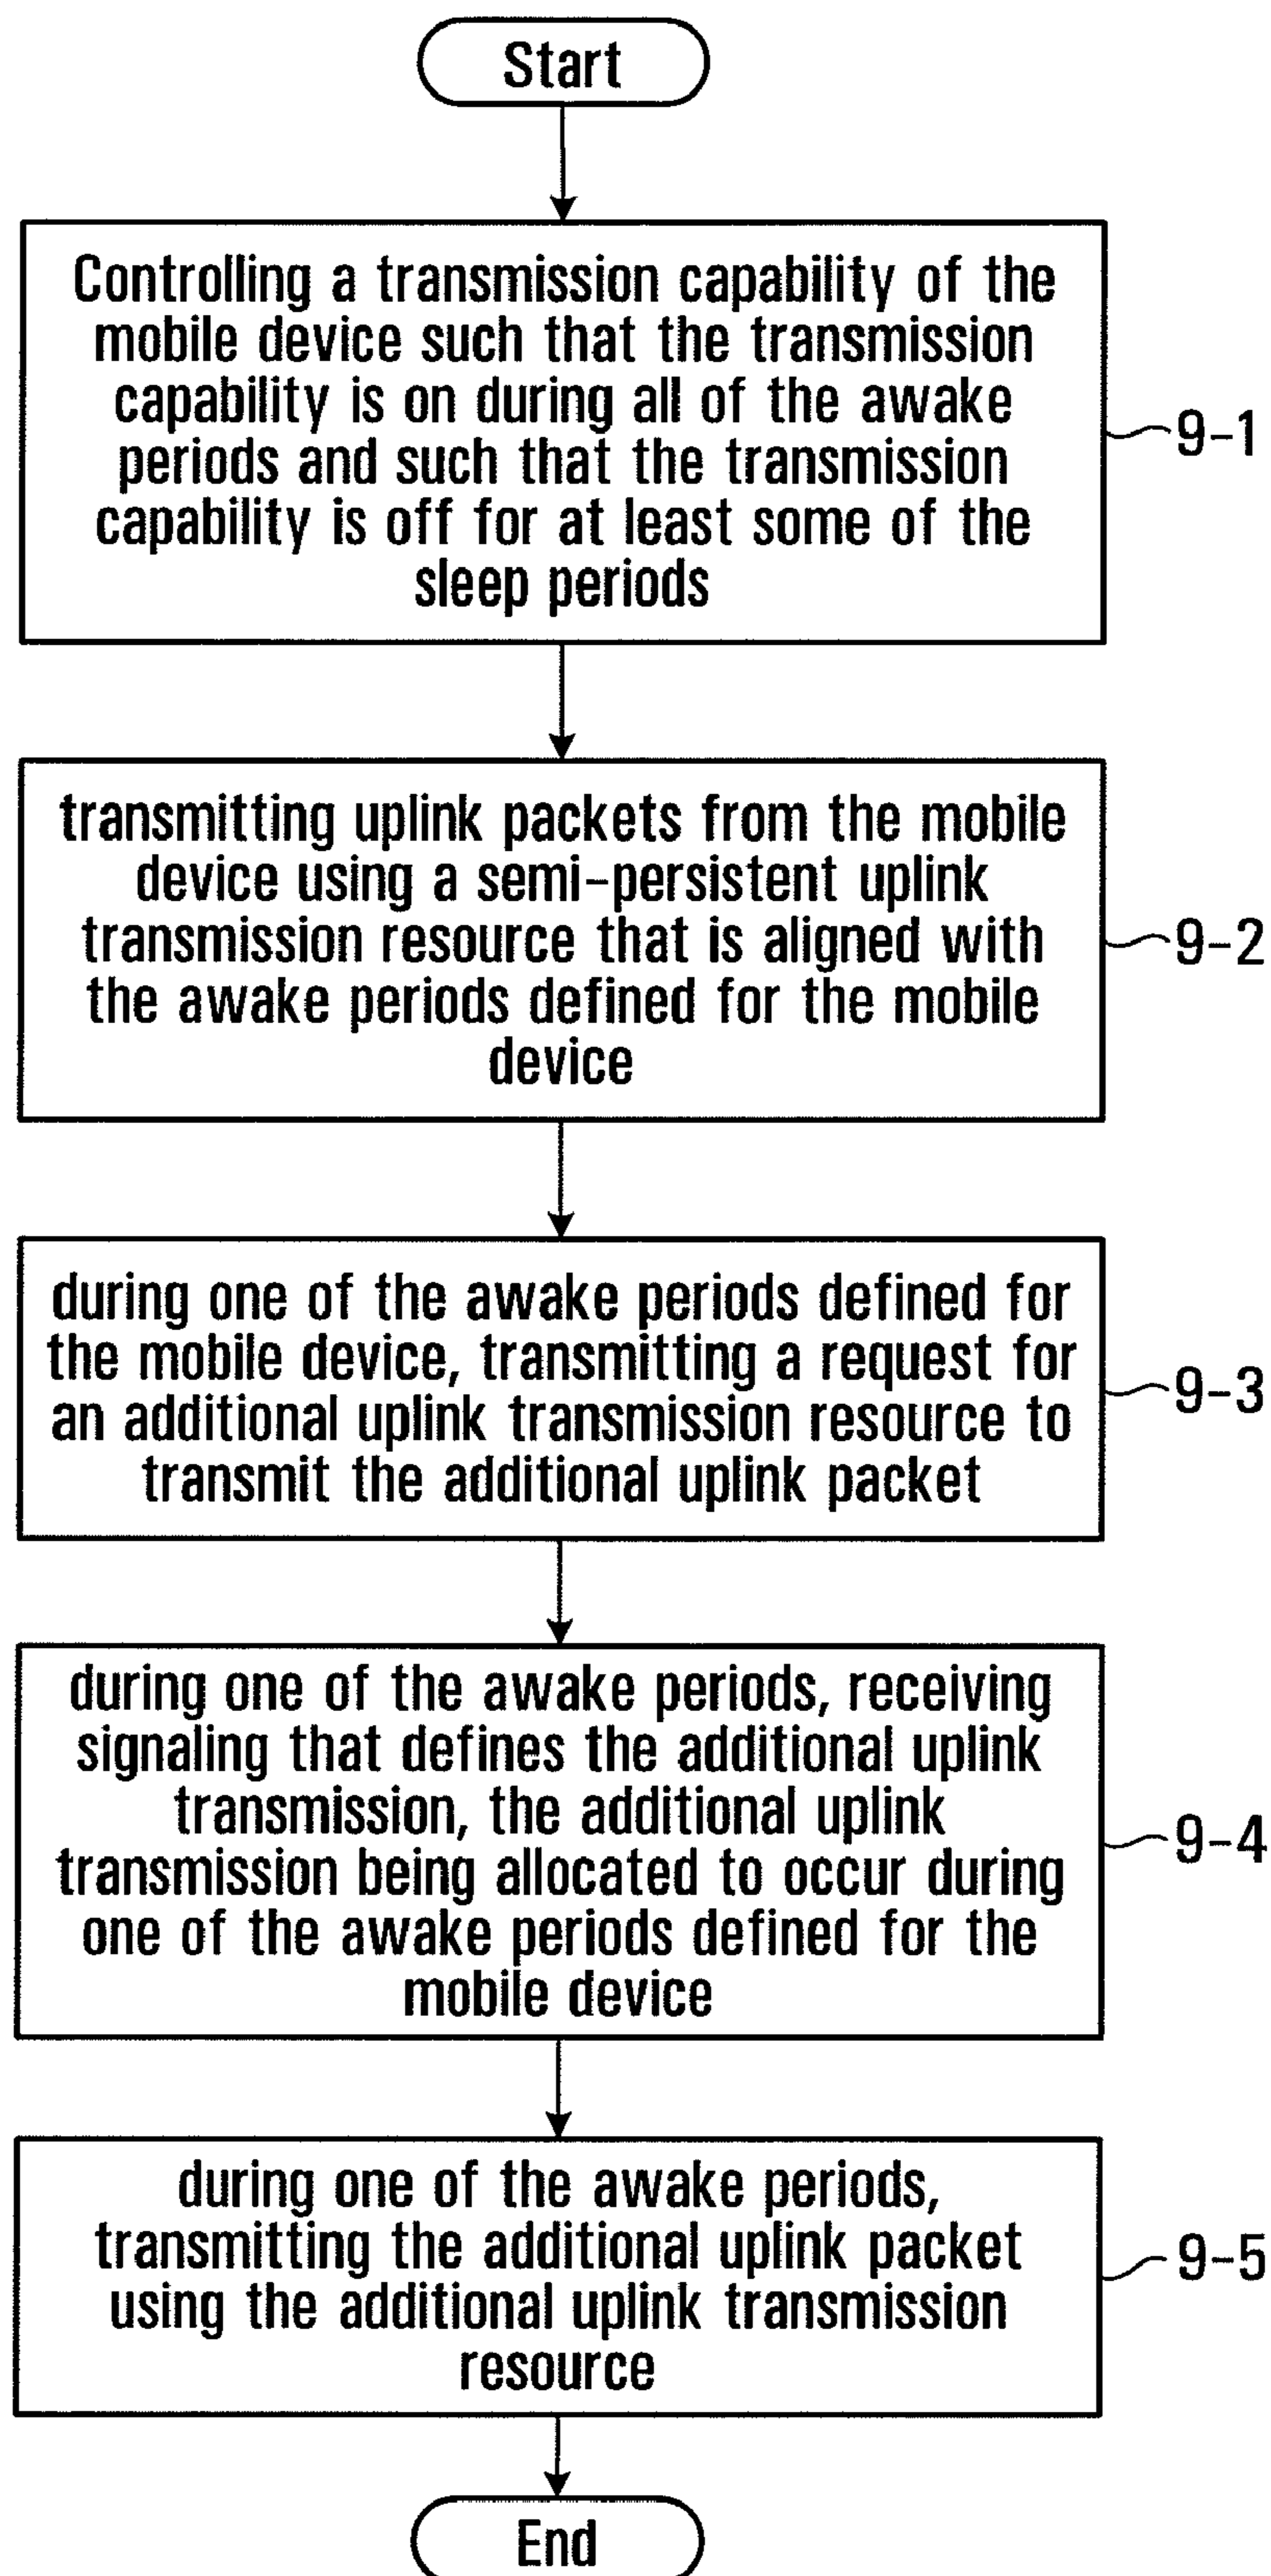 Start
Controlling a transmission capability of the
mobile device such that the transmission
capability is on during all of the awake
periods and such that the transmission
capability is off for at least some of the
sleep periods
9-1
transmitting uplink packets from the mobile
device using a semi-persistent uplink
transmission resource that is aligned with
the awake periods defined for the mobile
device
9-2
during one of the awake periods defined for
the mobile device, transmitting a request for
an additional uplink transmission resource to
transmit the additional uplink packet
9-3
during one of the awake periods, receiving
signaling that defines the additional uplink
transmission, the additional uplink
transmission being allocated to occur during
one of the awake periods defined for the
mobile device
9-4
during one of the awake periods,
transmitting the additional uplink packet
using the additional uplink transmission
resource
9-5
End